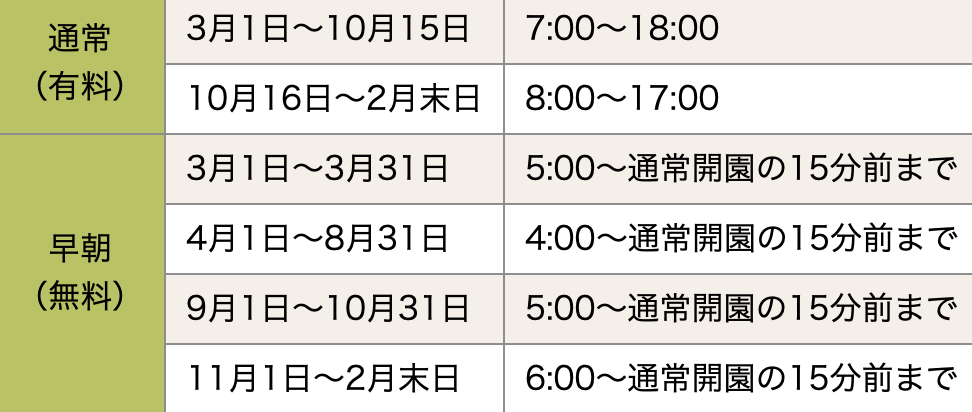 通常
（有料）
3月1日〜10月15日
7:00〜18:00
10月16日〜2月末日
8:00〜17:00
早朝
（無料）
3月1日〜3月31日
5:00〜通常開園の15分前まで
4月1日〜8月31日
4:00〜通常開園の15分前まで
9月1日〜10月31日
5:00〜通常開園の15分前まで
11月1日〜2月末日
6:00〜通常開園の15分前まで